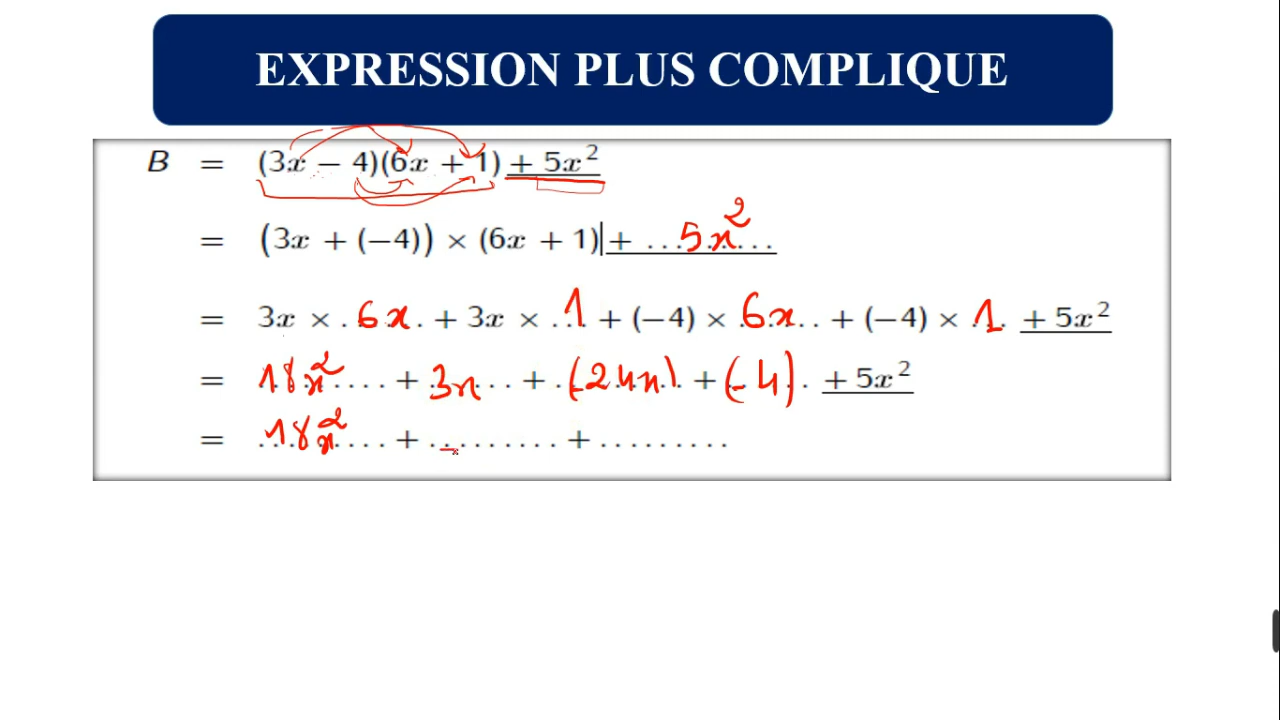 EXPRESSION PLUS COMPLIQUE
B = (3x − 4)(6x + 1) + 5x²
= (3x + (−4)) × (6x + 1) + ...5x²...
= 3x × .6x. + 3x × ...1 + (−4) × 6x.. + (−4) × 1. + 5x²
= 18x².... + 3x... + .(-24x). + (-4). + 5x²
= 18x².... + ......... + .........